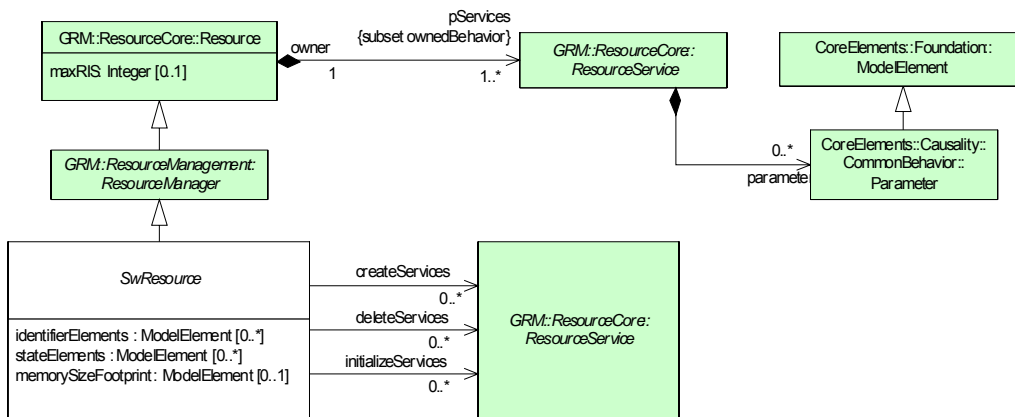 GRM::ResourceCore::Resource
maxRIS: Integer [0..1]
owner
1
pServices
{subset ownedBehavior}
1..*
GRM::ResourceCore::
ResourceService
CoreElements::Foundation::
ModelElement
GRM::ResourceManagement:
ResourceManager
0..*
parameter
CoreElements::Causality::
CommonBehavior::
Parameter
SwResource
identifierElements : ModelElement [0..*]
stateElements : ModelElement [0..*]
memorySizeFootprint : ModelElement [0..1]
createServices
0..*
deleteServices
0..*
initializeServices
0..*
GRM::ResourceCore::
ResourceService